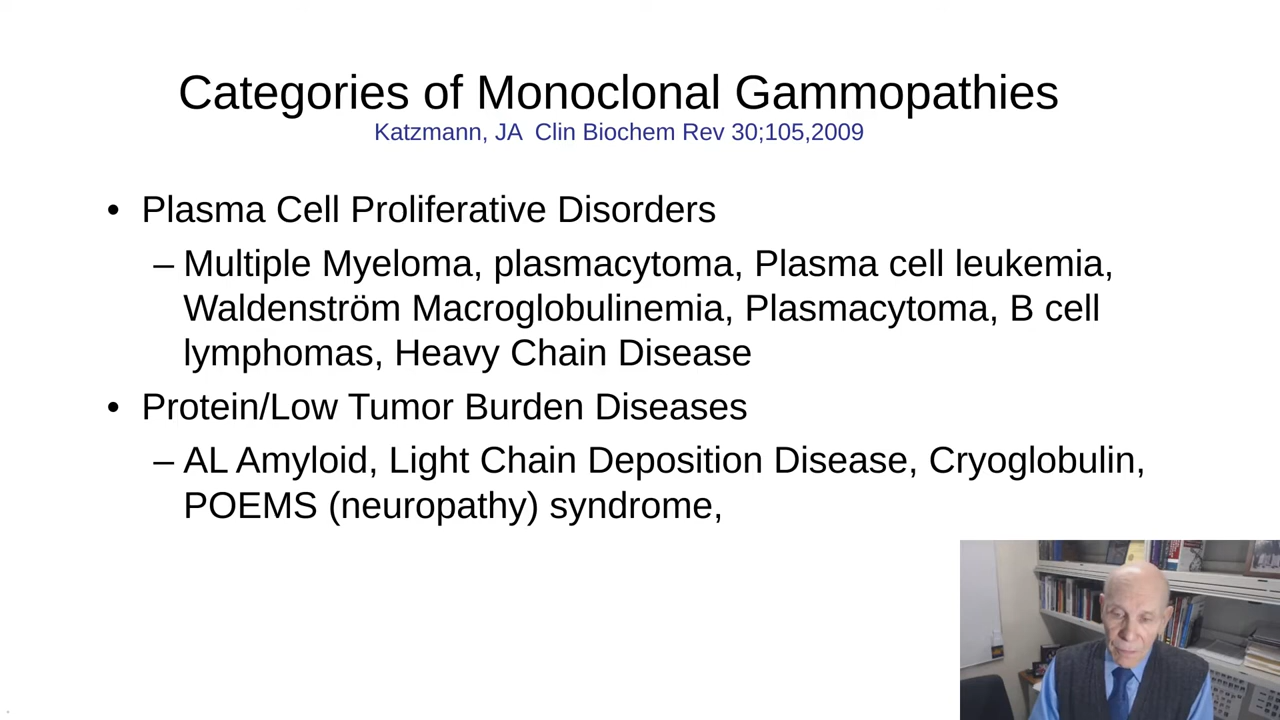 Categories of Monoclonal Gammopathies
Katzmann, JA  Clin Biochem Rev 30;105,2009
• Plasma Cell Proliferative Disorders
– Multiple Myeloma, plasmacytoma, Plasma cell leukemia,
Waldenström Macroglobulinemia, Plasmacytoma, B cell
lymphomas, Heavy Chain Disease
• Protein/Low Tumor Burden Diseases
– AL Amyloid, Light Chain Deposition Disease, Cryoglobulin,
POEMS (neuropathy) syndrome,